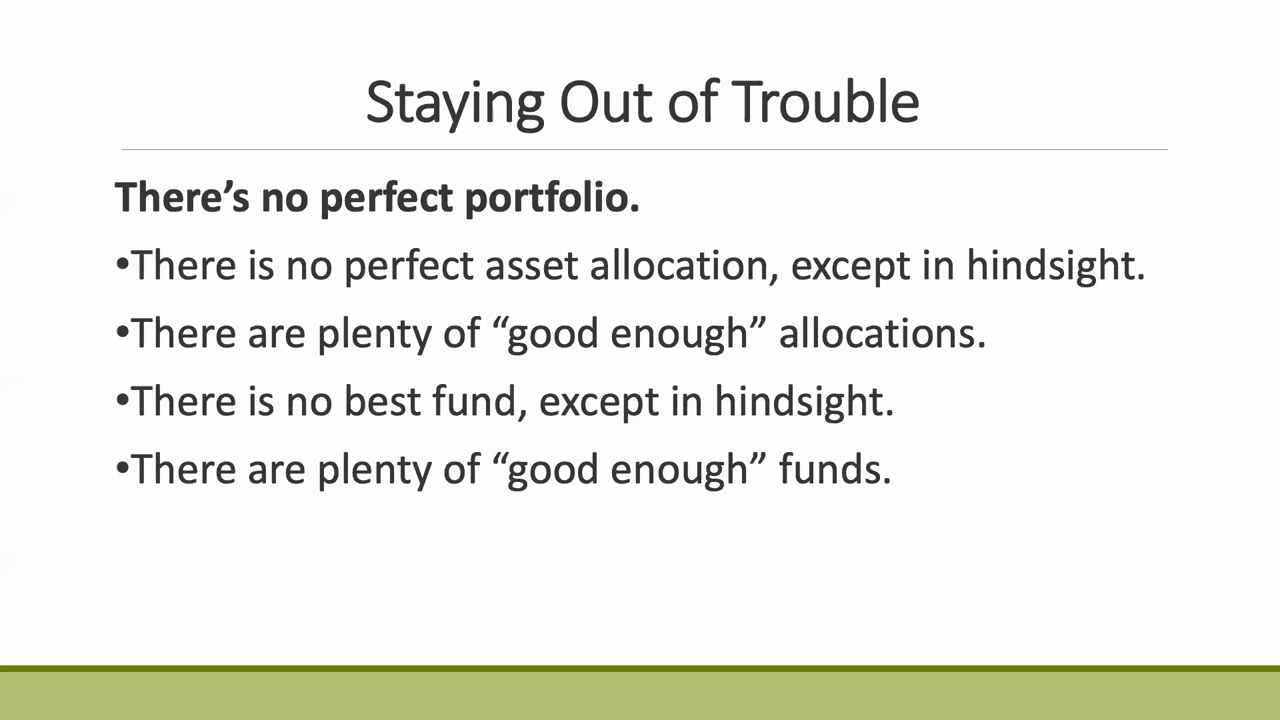 Staying Out of Trouble
There’s no perfect portfolio.
•There is no perfect asset allocation, except in hindsight.
•There are plenty of “good enough” allocations.
•There is no best fund, except in hindsight.
•There are plenty of “good enough” funds.